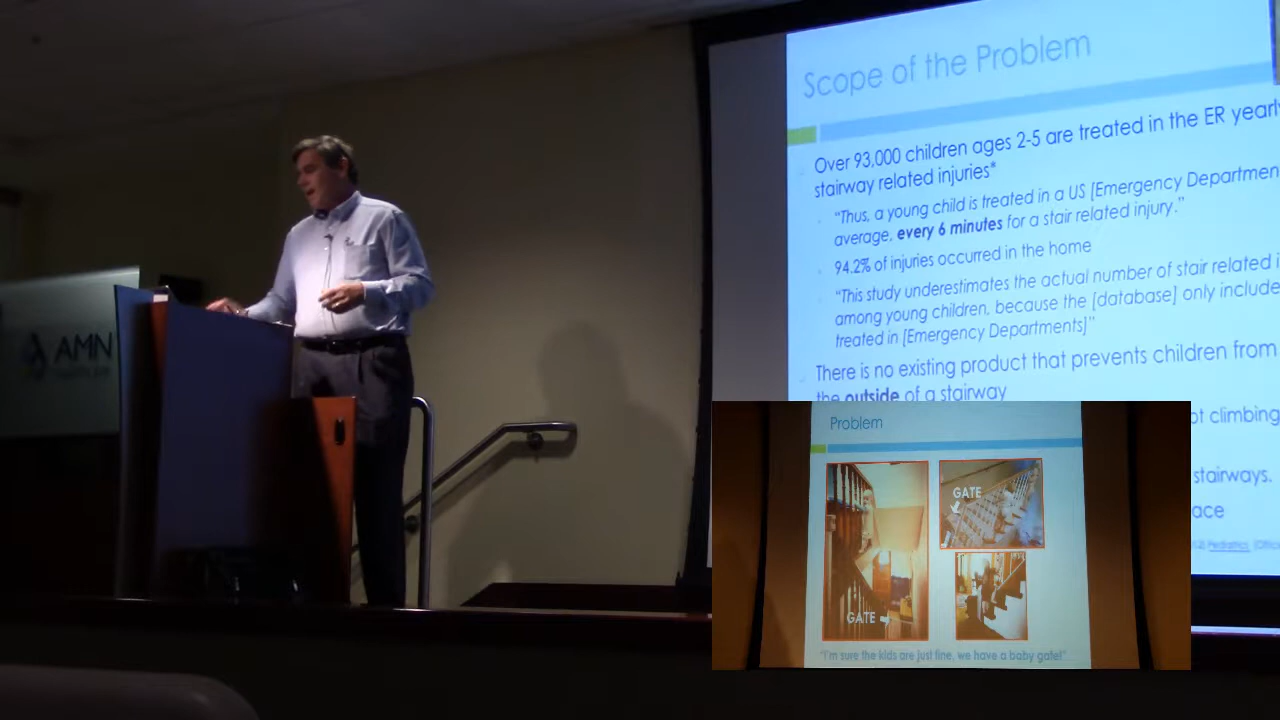 Scope of the Problem
Over 93,000 children ages 2-5 are treated in the ER yearly
stairway related injuries*
"Thus, a young child is treated in a US [Emergency Departmen
average, every 6 minutes for a stair related injury."
94.2% of injuries occurred in the home
"This study underestimates the actual number of stair related i
among young children, because the [database] only include
treated in [Emergency Departments]"
There is no existing product that prevents children from
the outside of a stairway
ot climbing
stairways.
ace
Pediatrics
AMN
Problem
GATE
GATE
"I'm sure the kids are just fine, we have a baby gate!"